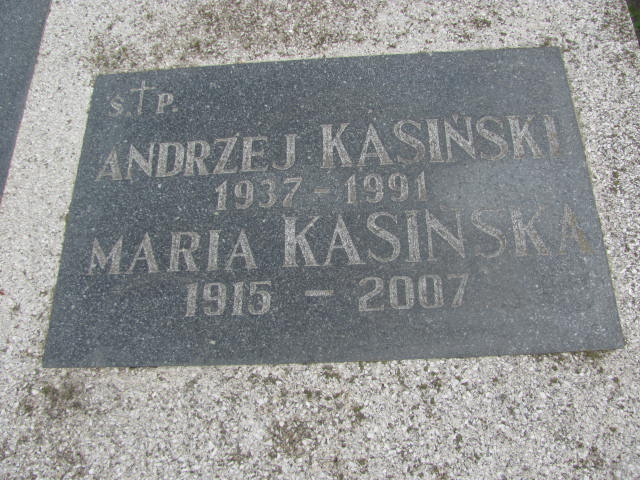 S.†P.
ANDRZEJ KASIŃSKI
1937 - 1991
MARIA KASIŃSKA
1915 - 2007